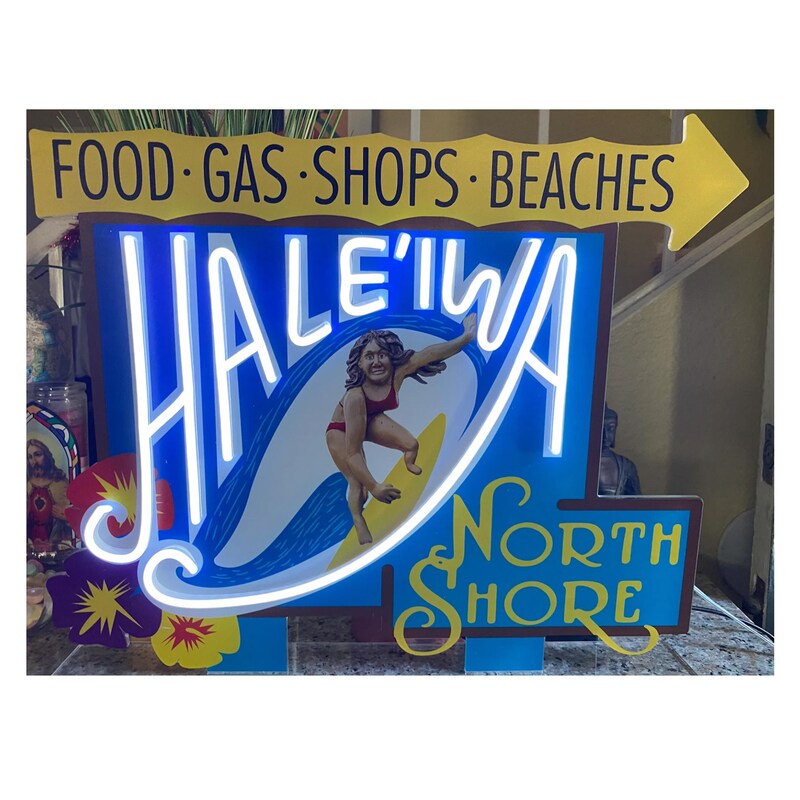 FOOD · GAS · SHOPS · BEACHES
HALE'IWA
NORTH
SHORE